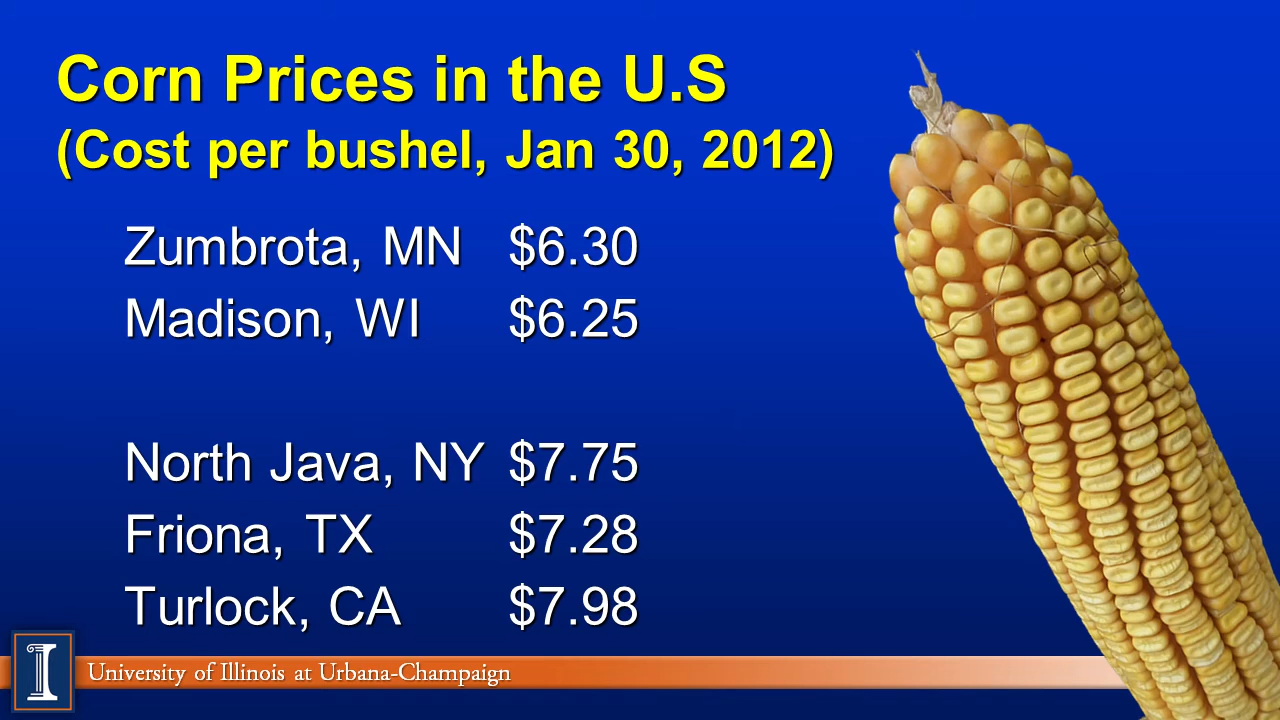 Corn Prices in the U.S
(Cost per bushel, Jan 30, 2012)
Zumbrota, MN $6.30
Madison, WI $6.25
North Java, NY $7.75
Friona, TX $7.28
Turlock, CA $7.98
I
University of Illinois at Urbana-Champaign